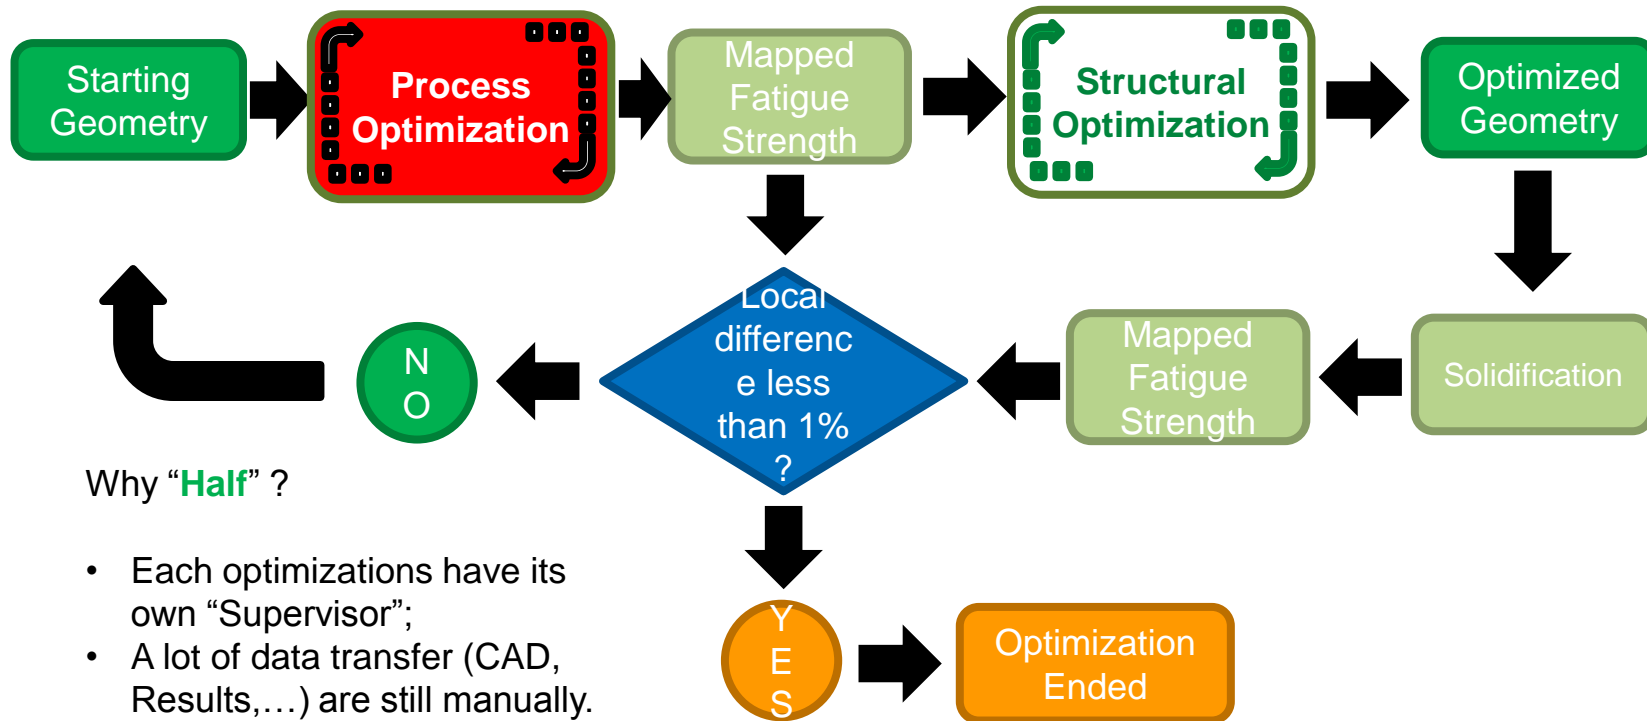 Starting
Geometry
Process
Optimization
Mapped
Fatigue
Strength
Structural
Optimization
Optimized
Geometry
Local
differenc
e less
than 1%
?
N
O
Mapped
Fatigue
Strength
Solidification
Why “Half” ?
• Each optimizations have its
own “Supervisor”;
• A lot of data transfer (CAD,
Results,…) are still manually.
Y
E
S
Optimization
Ended